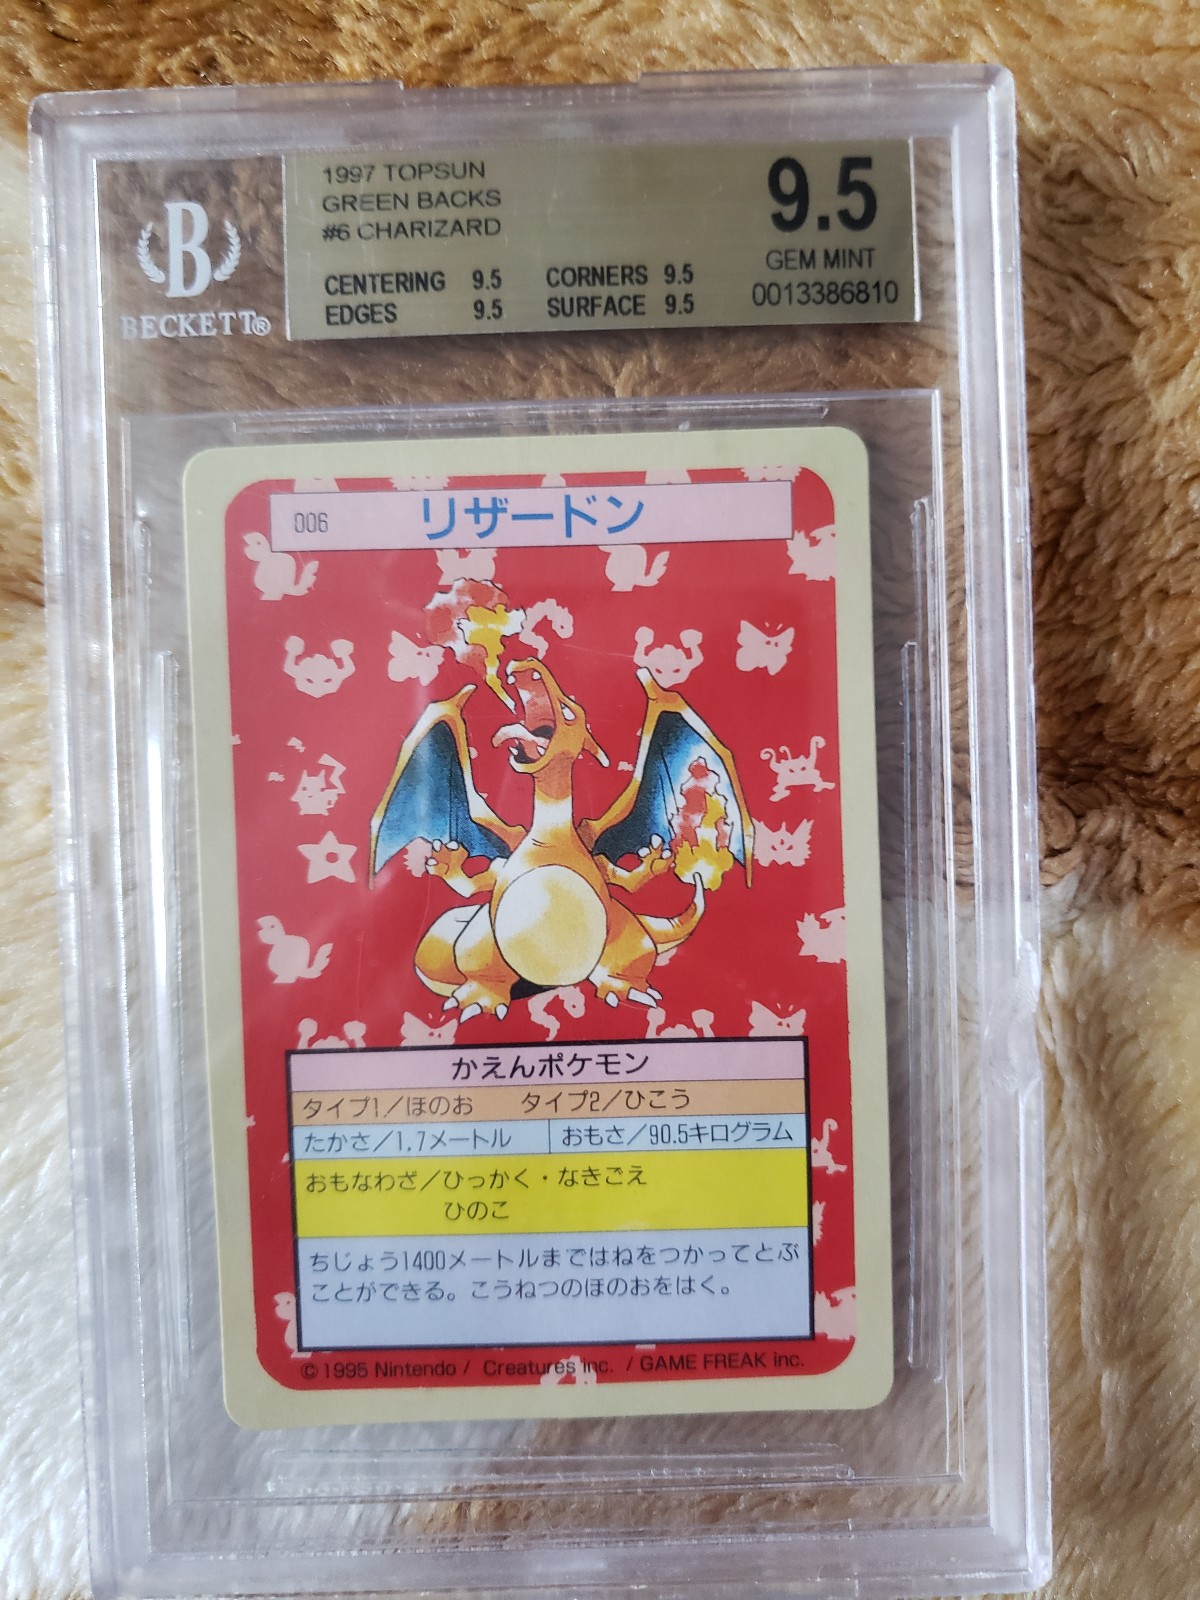 1997 TOPSUN
GREEN BACKS
#6 CHARIZARD
9.5
GEM MINT
0013386810
CENTERING 9.5 CORNERS 9.5
EDGES 9.5 SURFACE 9.5
B
BECKETT®
006 リザードン
かえんポケモン
タイプ1/ほのお タイプ2/ひこう
たかさ/1.7メートル おもさ/90.5キログラム
おもなわざ/ひっかく・なきごえ
ひのこ
ちじょう1400メートルまではねをつかってとぶ
ことができる。こうねつのほのおをはく。
©1995 Nintendo / Creatures inc. / GAME FREAK inc.